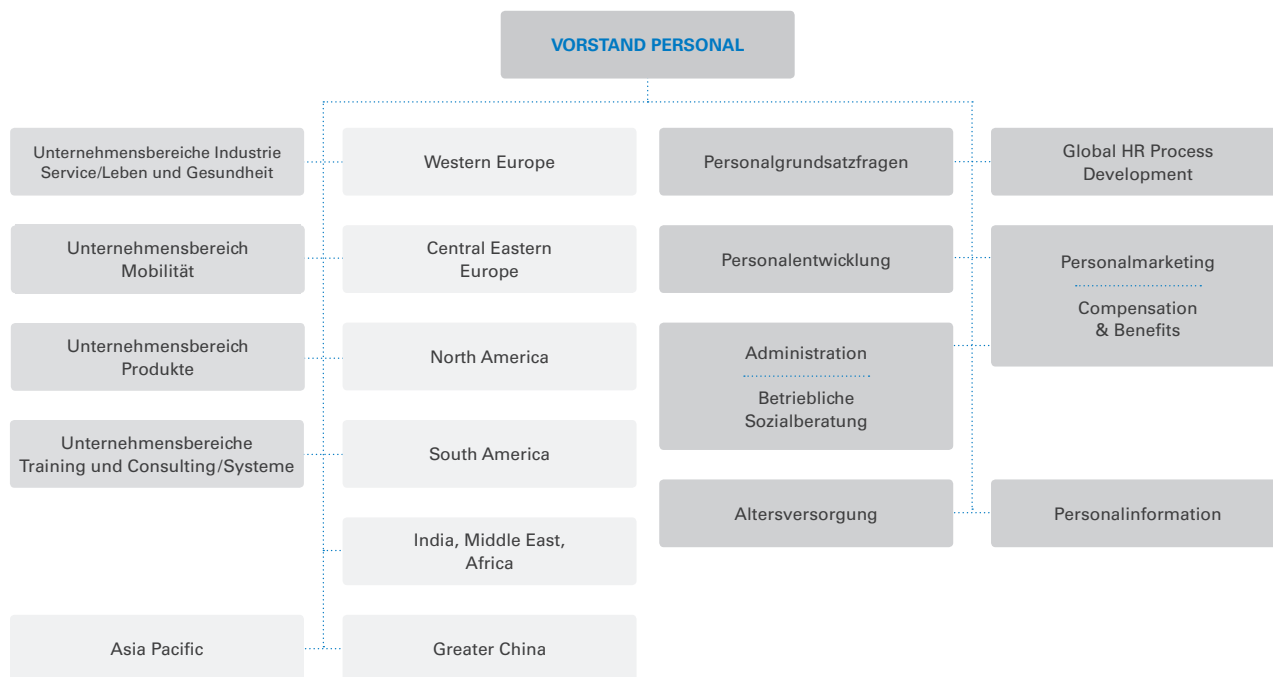 VORSTAND PERSONAL
Unternehmensbereiche Industrie
Service/Leben und Gesundheit
Western Europe
Personalgrundsatzfragen
Global HR Process
Development
Unternehmensbereich
Mobilität
Central Eastern
Europe
Personalentwicklung
Personalmarketing
Compensation
& Benefits
Unternehmensbereich
Produkte
North America
Administration
Betriebliche
Sozialberatung
Unternehmensbereiche
Training und Consulting/Systeme
South America
Altersversorgung
Personalinformation
India, Middle East,
Africa
Asia Pacific
Greater China